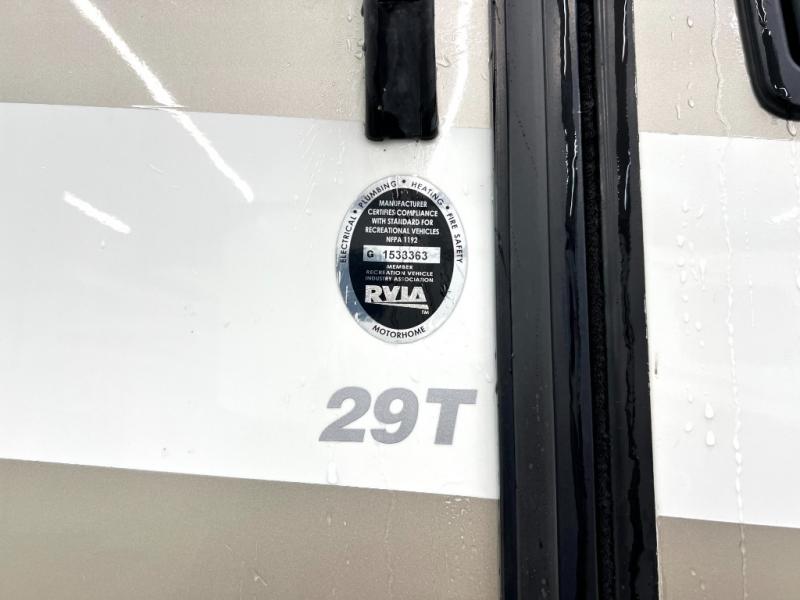 ELECTRICAL • PLUMBING • HEATING • FIRE SAFETY
MANUFACTURER
CERTIFIES COMPLIANCE
WITH STANDARD FOR
RECREATIONAL VEHICLES
NFPA 1192
G 1533363
MEMBER
RECREATION VEHICLE
INDUSTRY ASSOCIATION
RVIA
TM
MOTORHOME
29T